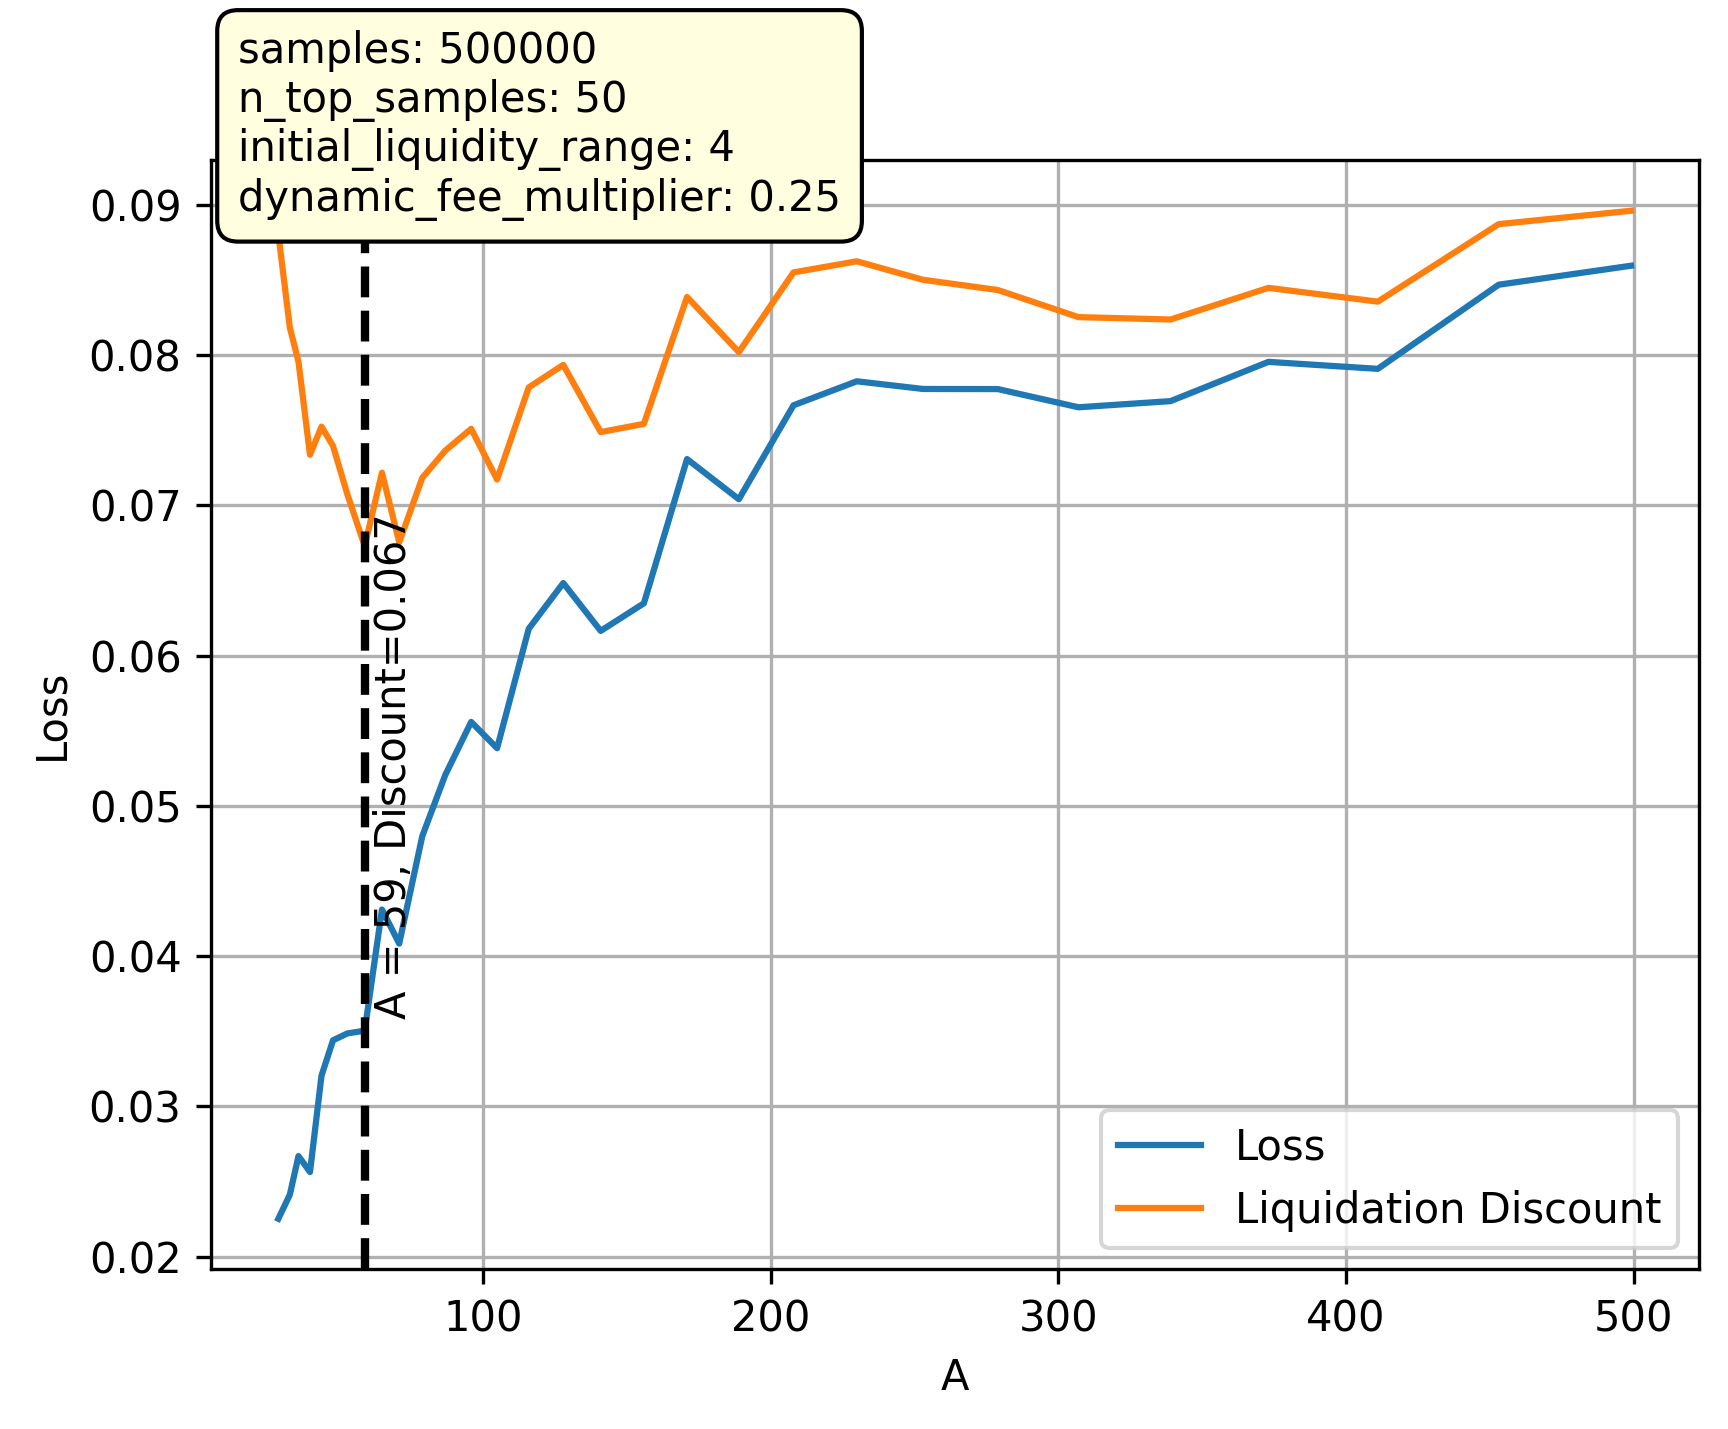 samples: 500000
n_top_samples: 50
initial_liquidity_range: 4
dynamic_fee_multiplier: 0.25
0.09
0.08
0.07
0.06
0.05
0.04
0.03
0.02
Loss
A =59, Discount=0.067
Loss
Liquidation Discount
100 200 300 400 500
A